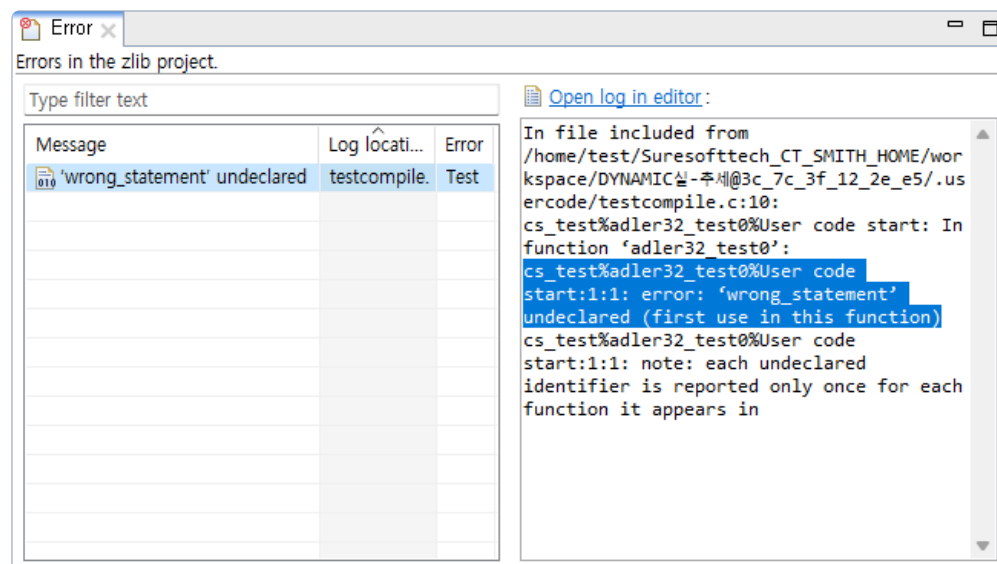 Error
Errors in the zlib project.
Type filter text
Message Log locati... Error
'wrong_statement' undeclared testcompile. Test
Open log in editor:
In file included from
/home/test/Suresofttech_CT_SMITH_HOME/wor
kspace/DYNAMIC실-추세@3c_7c_3f_12_2e_e5/.us
ercode/testcompile.c:10:
cs_test%adler32_test0%User code start: In
function ‘adler32_test0’:
cs_test%adler32_test0%User code
start:1:1: error: ‘wrong_statement’
undeclared (first use in this function)
cs_test%adler32_test0%User code
start:1:1: note: each undeclared
identifier is reported only once for each
function it appears in